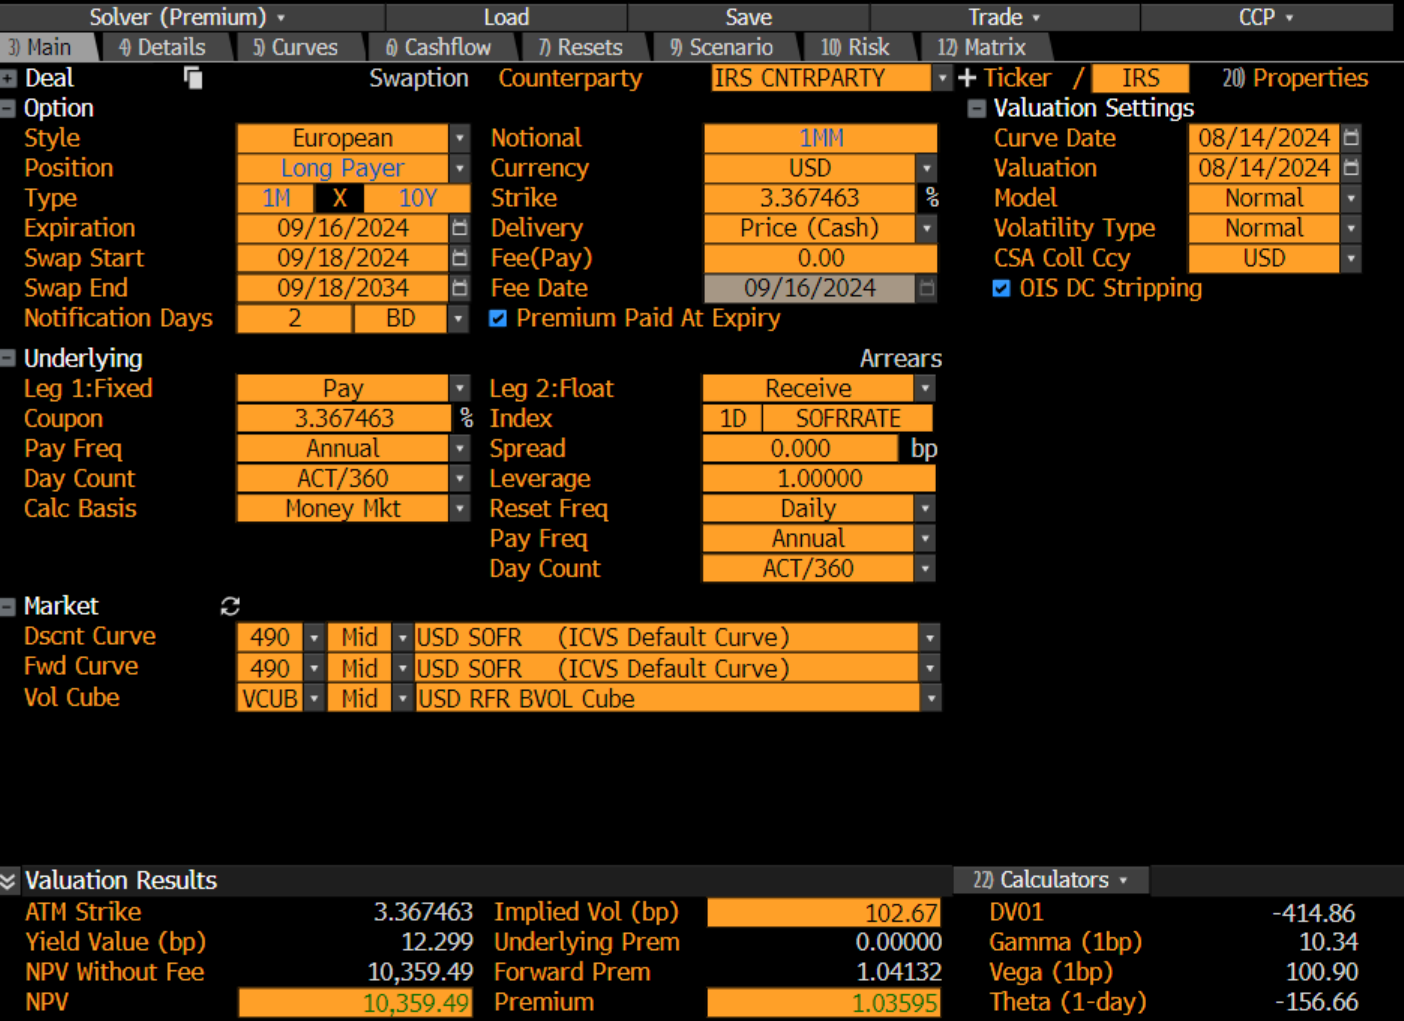 Solver (Premium) Load Save Trade CCP
3) Main 4) Details 5) Curves 6) Cashflow 7) Resets 9) Scenario 10) Risk 12) Matrix
Deal Swaption Counterparty IRS CNTRPARTY Ticker / IRS 20) Properties
Option Valuation Settings
Style European Notional 1MM Curve Date 08/14/2024
Position Long Payer Currency USD Valuation 08/14/2024
Type 1M X 10Y Strike 3.367463 % Model Normal
Expiration 09/16/2024 Delivery Price (Cash) Volatility Type Normal
Swap Start 09/18/2024 Fee(Pay) 0.00 CSA Coll Ccy USD
Swap End 09/18/2034 Fee Date 09/16/2024 OIS DC Stripping
Notification Days 2 BD Premium Paid At Expiry
Underlying Arrears
Leg 1:Fixed Pay Leg 2:Float Receive
Coupon 3.367463 % Index 1D SOFRRATE
Pay Freq Annual Spread 0.000 bp
Day Count ACT/360 Leverage 1.00000
Calc Basis Money Mkt Reset Freq Daily
Pay Freq Annual
Day Count ACT/360
Market
Dscnt Curve 490 Mid USD SOFR (ICVS Default Curve)
Fwd Curve 490 Mid USD SOFR (ICVS Default Curve)
Vol Cube VCUB Mid USD RFR BVOL Cube
Valuation Results 22) Calculators
ATM Strike 3.367463 Implied Vol (bp) 102.67 DV01 -414.86
Yield Value (bp) 12.299 Underlying Prem 0.00000 Gamma (1bp) 10.34
NPV Without Fee 10,359.49 Forward Prem 1.04132 Vega (1bp) 100.90
NPV 10,359.49 Premium 1.03595 Theta (1-day) -156.66